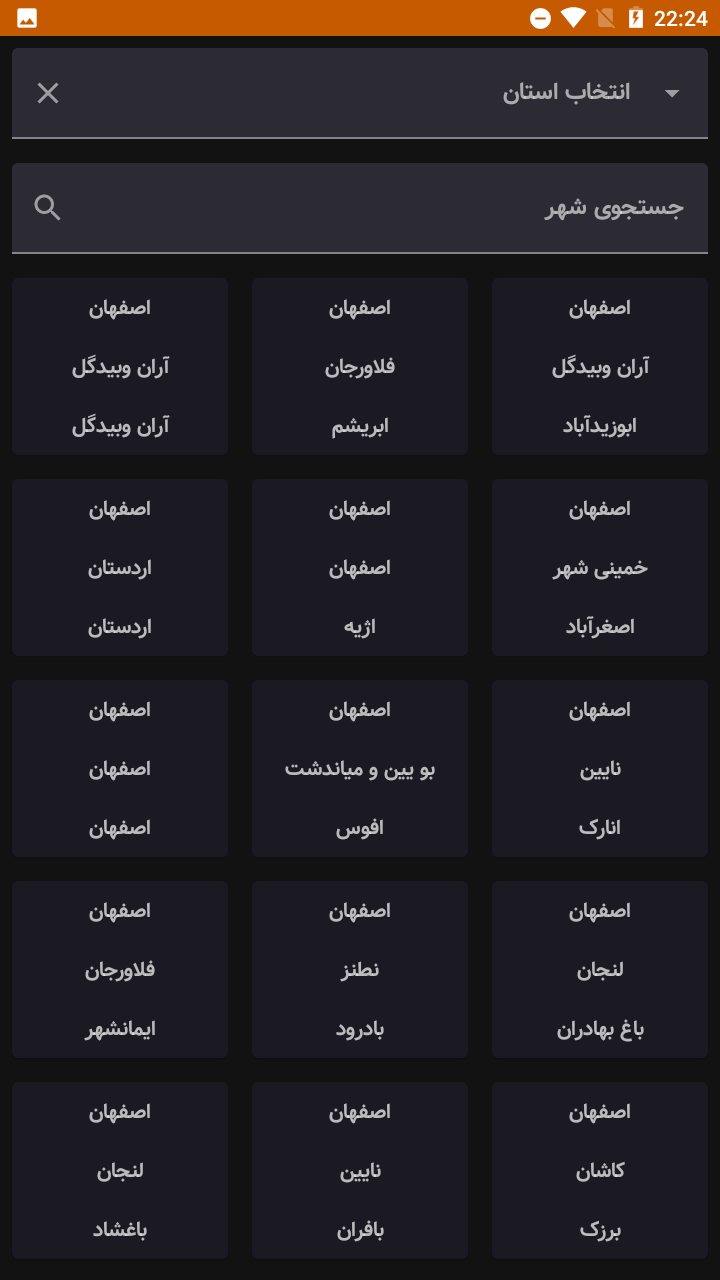 22:24
انتخاب استان
جستجوی شهر
اصفهان
آران وبیدگل
ابوزیدآباد
اصفهان
فلاورجان
ابریشم
اصفهان
آران وبیدگل
آران وبیدگل
اصفهان
خمینی شهر
اصغرآباد
اصفهان
اصفهان
اژیه
اصفهان
اردستان
اردستان
اصفهان
نایین
انارک
اصفهان
بو یین و میاندشت
افوس
اصفهان
اصفهان
اصفهان
اصفهان
لنجان
باغ بهادران
اصفهان
نطنز
بادرود
اصفهان
فلاورجان
ایمانشهر
اصفهان
کاشان
برزک
اصفهان
نایین
بافران
اصفهان
لنجان
باغشاد